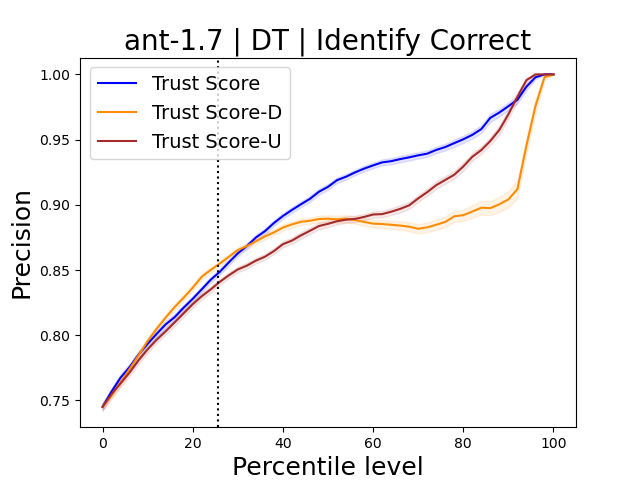 ant-1.7 | DT | Identify Correct
Trust Score
Trust Score-D
Trust Score-U
Precision
1.00
0.95
0.90
0.85
0.80
0.75
0 20 40 60 80 100
Percentile level